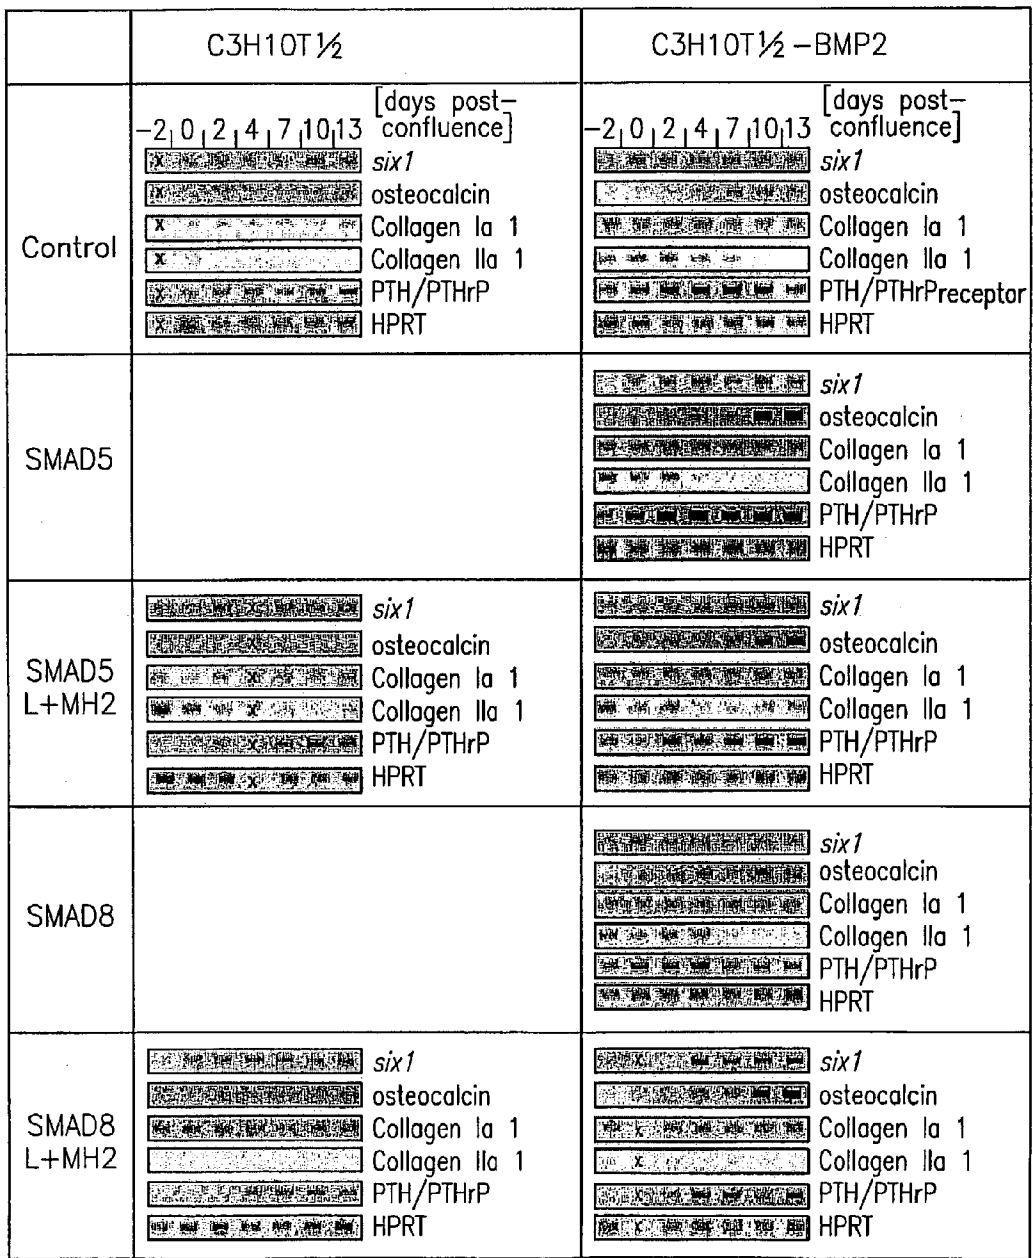 C3H10T½
C3H10T½-BMP2
Control
[days post-
confluence]
-2 0 2 4 7 10 13
x six1
x osteocalcin
x Collagen Ia 1
x Collagen IIa 1
x PTH/PTHrP
x HPRT
[days post-
confluence]
-2 0 2 4 7 10 13
six1
osteocalcin
Collagen Ia 1
Collagen IIa 1
PTH/PTHrPreceptor
HPRT
SMAD5
six1
osteocalcin
Collagen Ia 1
Collagen IIa 1
PTH/PTHrP
HPRT
SMAD5
L+MH2
x six1
x osteocalcin
x Collagen Ia 1
x Collagen IIa 1
x PTH/PTHrP
x HPRT
six1
osteocalcin
Collagen Ia 1
Collagen IIa 1
PTH/PTHrP
HPRT
SMAD8
six1
osteocalcin
Collagen Ia 1
Collagen IIa 1
PTH/PTHrP
HPRT
SMAD8
L+MH2
six1
osteocalcin
Collagen Ia 1
Collagen IIa 1
PTH/PTHrP
HPRT
x six1
osteocalcin
x Collagen Ia 1
x Collagen IIa 1
x PTH/PTHrP
x HPRT